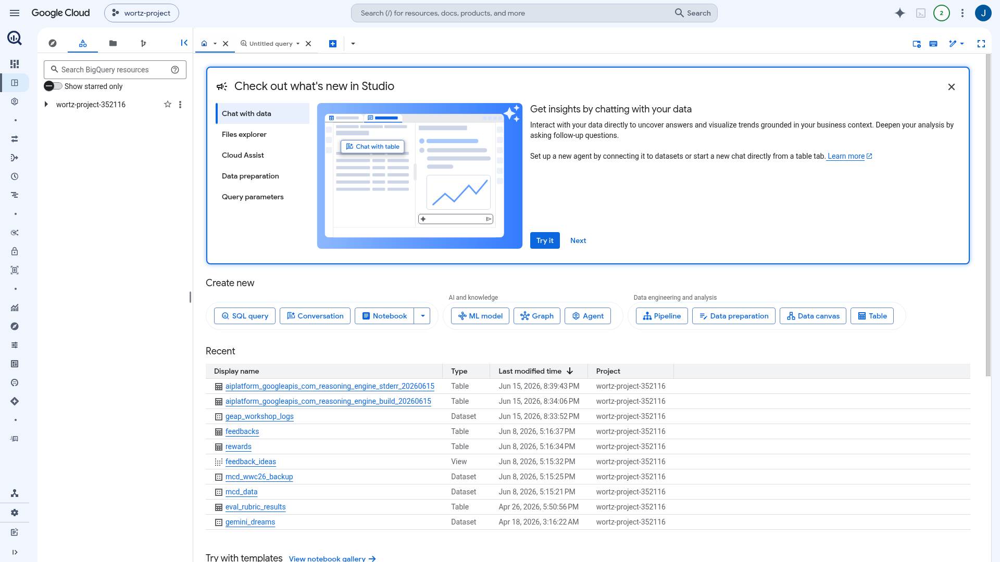 Google Cloud
wortz-project
Search (/) for resources, docs, products, and more
Search
2
J
Untitled query
Search BigQuery resources
Show starred only
wortz-project-352116
Check out what's new in Studio
Chat with data
Files explorer
Cloud Assist
Data preparation
Query parameters
Chat with table
Get insights by chatting with your data
Interact with your data directly to uncover answers and visualize trends grounded in your business context. Deepen your analysis by
asking follow-up questions.
Set up a new agent by connecting it to datasets or start a new chat directly from a table tab. Learn more
Try it
Next
Create new
AI and knowledge
Data engineering and analysis
SQL query
Conversation
Notebook
ML model
Graph
Agent
Pipeline
Data preparation
Data canvas
Table
Recent
Display name Type Last modified time Project
aiplatform_googleapis_com_reasoning_engine_stderr_20260615 Table Jun 15, 2026, 8:39:43 PM wortz-project-352116
aiplatform_googleapis_com_reasoning_engine_build_20260615 Table Jun 15, 2026, 8:34:06 PM wortz-project-352116
geap_workshop_logs Dataset Jun 15, 2026, 8:33:52 PM wortz-project-352116
feedbacks Table Jun 8, 2026, 5:16:37 PM wortz-project-352116
rewards Table Jun 8, 2026, 5:16:34 PM wortz-project-352116
feedback_ideas View Jun 8, 2026, 5:15:32 PM wortz-project-352116
mcd_wwc26_backup Dataset Jun 8, 2026, 5:15:25 PM wortz-project-352116
mcd_data Dataset Jun 8, 2026, 5:15:21 PM wortz-project-352116
eval_rubric_results Table Apr 26, 2026, 5:50:56 PM wortz-project-352116
gemini_dreams Dataset Apr 18, 2026, 3:16:22 AM wortz-project-352116
Try with templates View notebook gallery